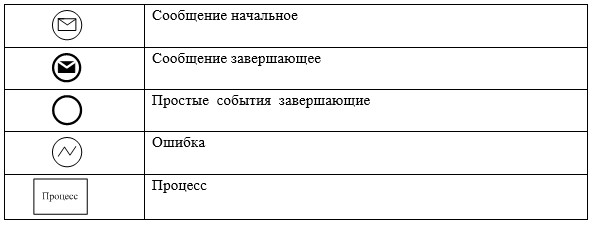 Сообщение начальное
Сообщение завершающее
Простые события завершающие
Ошибка
Процесс
Процесс